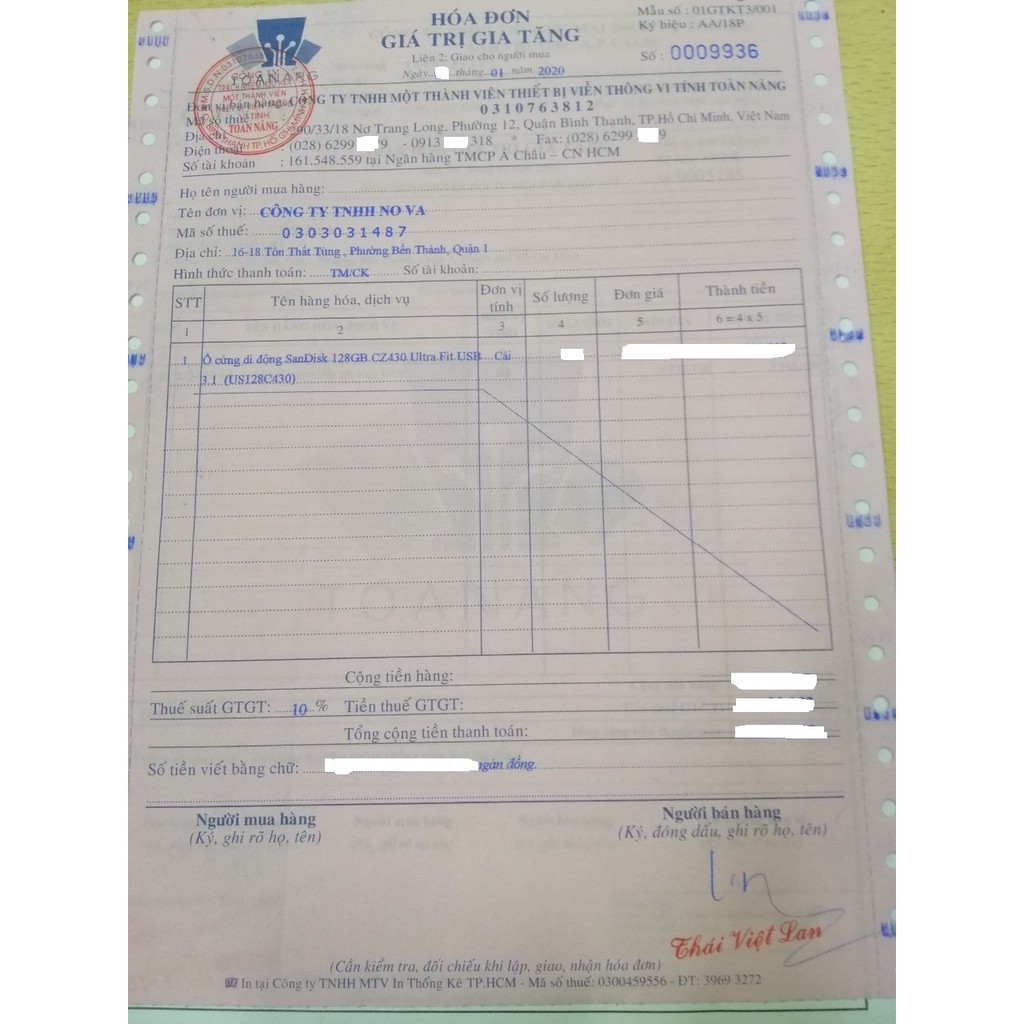 HÓA ĐƠN
GIÁ TRỊ GIA TĂNG
Liên 2: Giao cho người mua
Ngày... tháng..01 năm 2020
Mẫu số : 01GTKT3/001
Ký hiệu : AA/18P
Số : 0009936
TOANANG
TOÀN NĂNG
Đơn vị bán hàng: CÔNG TY TNHH MỘT THÀNH VIÊN THIẾT BỊ VIỄN THÔNG VI TÍNH TOÀN NĂNG
Mã số thuế : 0310763812
Địa chỉ : 290/33/18 Nơ Trang Long, Phường 12, Quận Bình Thạnh, TP.Hồ Chí Minh, Việt Nam
Điện thoại : (028) 6299 9 - 0913 318 * Fax: (028) 6299 9
Số tài khoản : 161.548.559 tại Ngân hàng TMCP Á Châu – CN HCM
Họ tên người mua hàng:
Tên đơn vị: CÔNG TY TNHH NO VA
Mã số thuế: 0303031487
Địa chỉ: 16-18 Tôn Thất Tùng , Phường Bến Thành, Quận 1
Hình thức thanh toán: TM/CK Số tài khoản:
STT Tên hàng hóa, dịch vụ Đơn vị tính Số lượng Đơn giá Thành tiền
1 2 3 4 5 6 = 4 x 5
1 Ổ cứng di động SanDisk 128GB CZ430 Ultra Fit USB Cái
3.1 (US128C430)
TOANANG
Cộng tiền hàng:
Thuế suất GTGT: 10 % Tiền thuế GTGT:
Tổng cộng tiền thanh toán:
Số tiền viết bằng chữ: ngàn đồng.
Người mua hàng
(Ký, ghi rõ họ, tên)
Người bán hàng
(Ký, đóng dấu, ghi rõ họ, tên)
Thái Việt Lan
(Cần kiểm tra, đối chiếu khi lập, giao, nhận hóa đơn)
In tại Công ty TNHH MTV In Thống Kê TP.HCM - Mã số thuế: 0300459556 - ĐT: 3969 3272